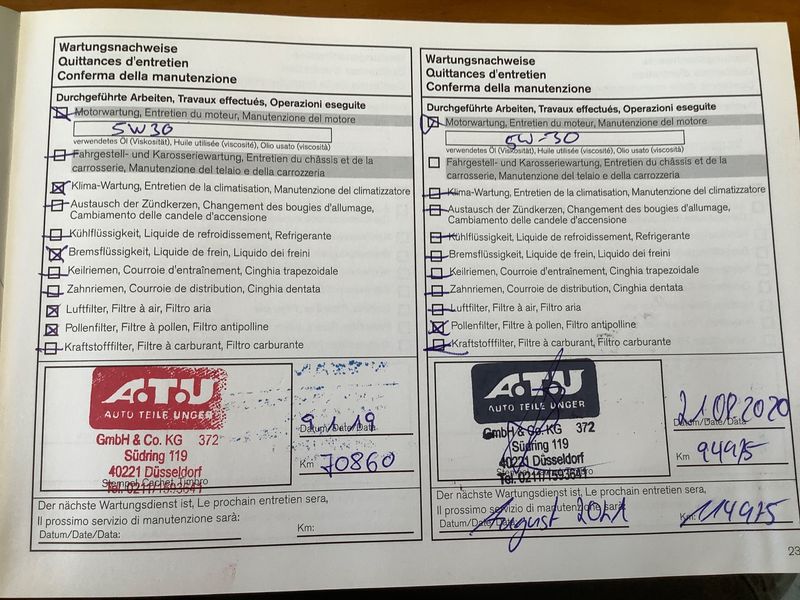 Wartungsnachweise
Quittances d'entretien
Conferma della manutenzione
Durchgeführte Arbeiten, Travaux effectués, Operazioni eseguite
Motorwartung, Entretien du moteur, Manutenzione del motore
5W30
verwendetes Öl (Viskosität), Huile utilisée (viscosité), Olio usato (viscosità)
Fahrgestell- und Karosseriewartung, Entretien du châssis et de la
carrosserie, Manutenzione del telaio e della carrozzeria
Klima-Wartung, Entretien de la climatisation, Manutenzione del climatizzatore
Austausch der Zündkerzen, Changement des bougies d'allumage,
Cambiamento delle candele d'accensione
Kühlflüssigkeit, Liquide de refroidissement, Refrigerante
Bremsflüssigkeit, Liquide de frein, Liquido dei freini
Keilriemen, Courroie d'entraînement, Cinghia trapezoidale
Zahnriemen, Courroie de distribution, Cinghia dentata
Luftfilter, Filtre à air, Filtro aria
Pollenfilter, Filtre à pollen, Filtro antipolline
Kraftstofffilter, Filtre à carburant, Filtro carburante
A.T.U
AUTO TEILE UNGER
GmbH & Co. KG 372
Südring 119
40221 Düsseldorf
Stempel, Cachet, Timbro
Tel. 0211/1593641
Datum/Date/Data
Km 70860
Der nächste Wartungsdienst ist, Le prochain entretien sera,
Il prossimo servizio di manutenzione sarà:
Datum/Date/Data:
Km:
Wartungsnachweise
Quittances d'entretien
Conferma della manutenzione
Durchgeführte Arbeiten, Travaux effectués, Operazioni eseguite
Motorwartung, Entretien du moteur, Manutenzione del motore
5W-30
verwendetes Öl (Viskosität), Huile utilisée (viscosité), Olio usato (viscosità)
Fahrgestell- und Karosseriewartung, Entretien du châssis et de la
carrosserie, Manutenzione del telaio e della carrozzeria
Klima-Wartung, Entretien de la climatisation, Manutenzione del climatizzatore
Austausch der Zündkerzen, Changement des bougies d'allumage,
Cambiamento delle candele d'accensione
Kühlflüssigkeit, Liquide de refroidissement, Refrigerante
Bremsflüssigkeit, Liquide de frein, Liquido dei freini
Keilriemen, Courroie d'entraînement, Cinghia trapezoidale
Zahnriemen, Courroie de distribution, Cinghia dentata
Luftfilter, Filtre à air, Filtro aria
Pollenfilter, Filtre à pollen, Filtro antipolline
Kraftstofffilter, Filtre à carburant, Filtro carburante
A.T.U
AUTO TEILE UNGER
GmbH & Co. KG 372
Südring 119
40221 Düsseldorf
Tel. 0211/1593641
21.08.2020
Datum/Date/Data
Km 94915
Der nächste Wartungsdienst ist, Le prochain entretien sera,
Il prossimo servizio di manutenzione sarà:
Datum/Date/Data: August 2021
Km: 114915
23